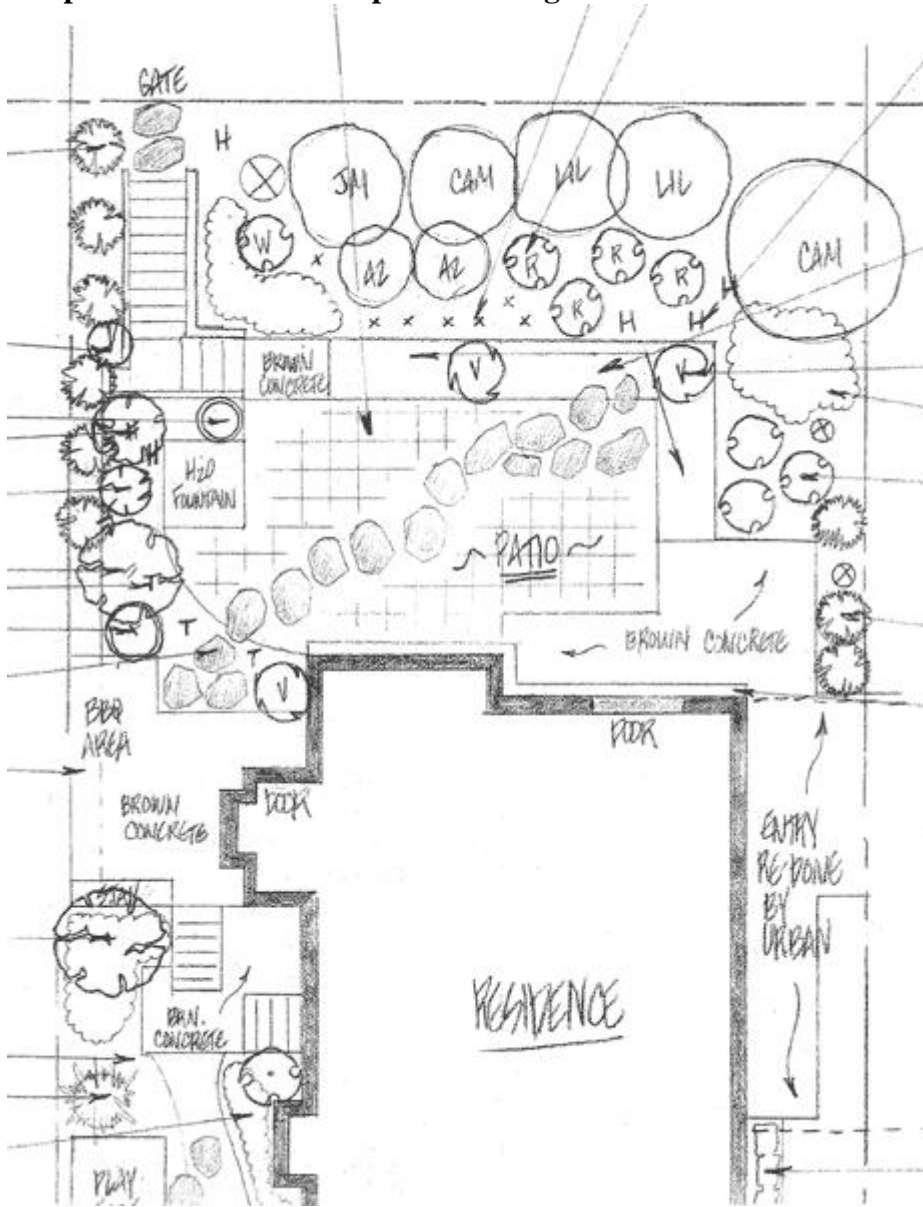 GATE
H
JM
CAM
LIL
LIL
CAM
W
AZ
AZ
R
R
R
R
H
H
H
BROWN
CONCRETE
V
V
H
H2O
FOUNTAIN
~ PATIO ~
T
T
T
V
BROWN CONCRETE
BBQ
AREA
DOOR
DOOR
BROWN
CONCRETE
ENTRY
RE-DONE
BY
URBAN
RESIDENCE
BRN.
CONCRETE
PLAY